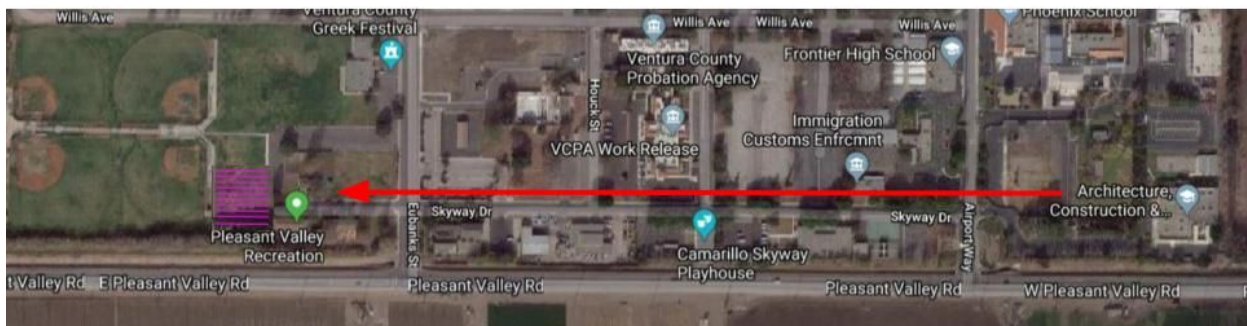 Willis Ave
Ventura County
Greek Festival
Willis Ave
Willis Ave
Willis Ave
Phoenix School
Ventura County
Probation Agency
Frontier High School
Houck St
VCPA Work Release
Immigration
Customs Enfrcmnt
Architecture,
Construction &...
Eubanks St
Skyway Dr
Skyway Dr
Airport Way
Pleasant Valley
Recreation
Camarillo Skyway
Playhouse
t Valley Rd
E Pleasant Valley Rd
Pleasant Valley Rd
Pleasant Valley Rd
W Pleasant Valley Rd